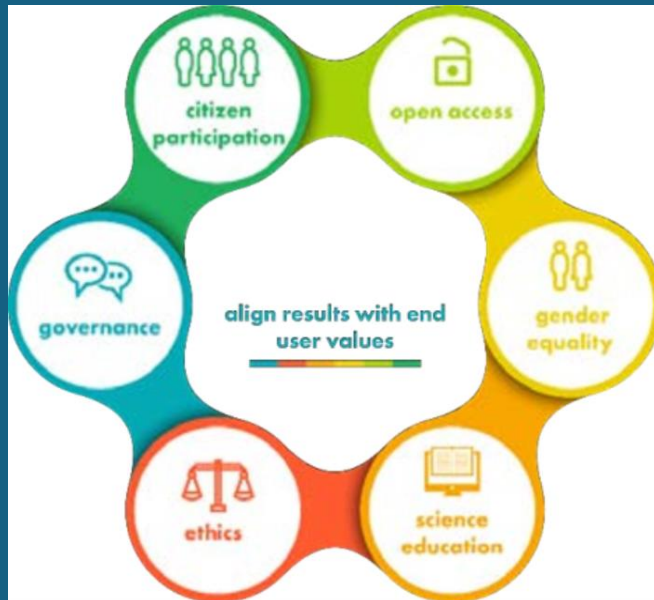 citizen
participation
open access
governance
align results with end
user values
gender
equality
ethics
science
education